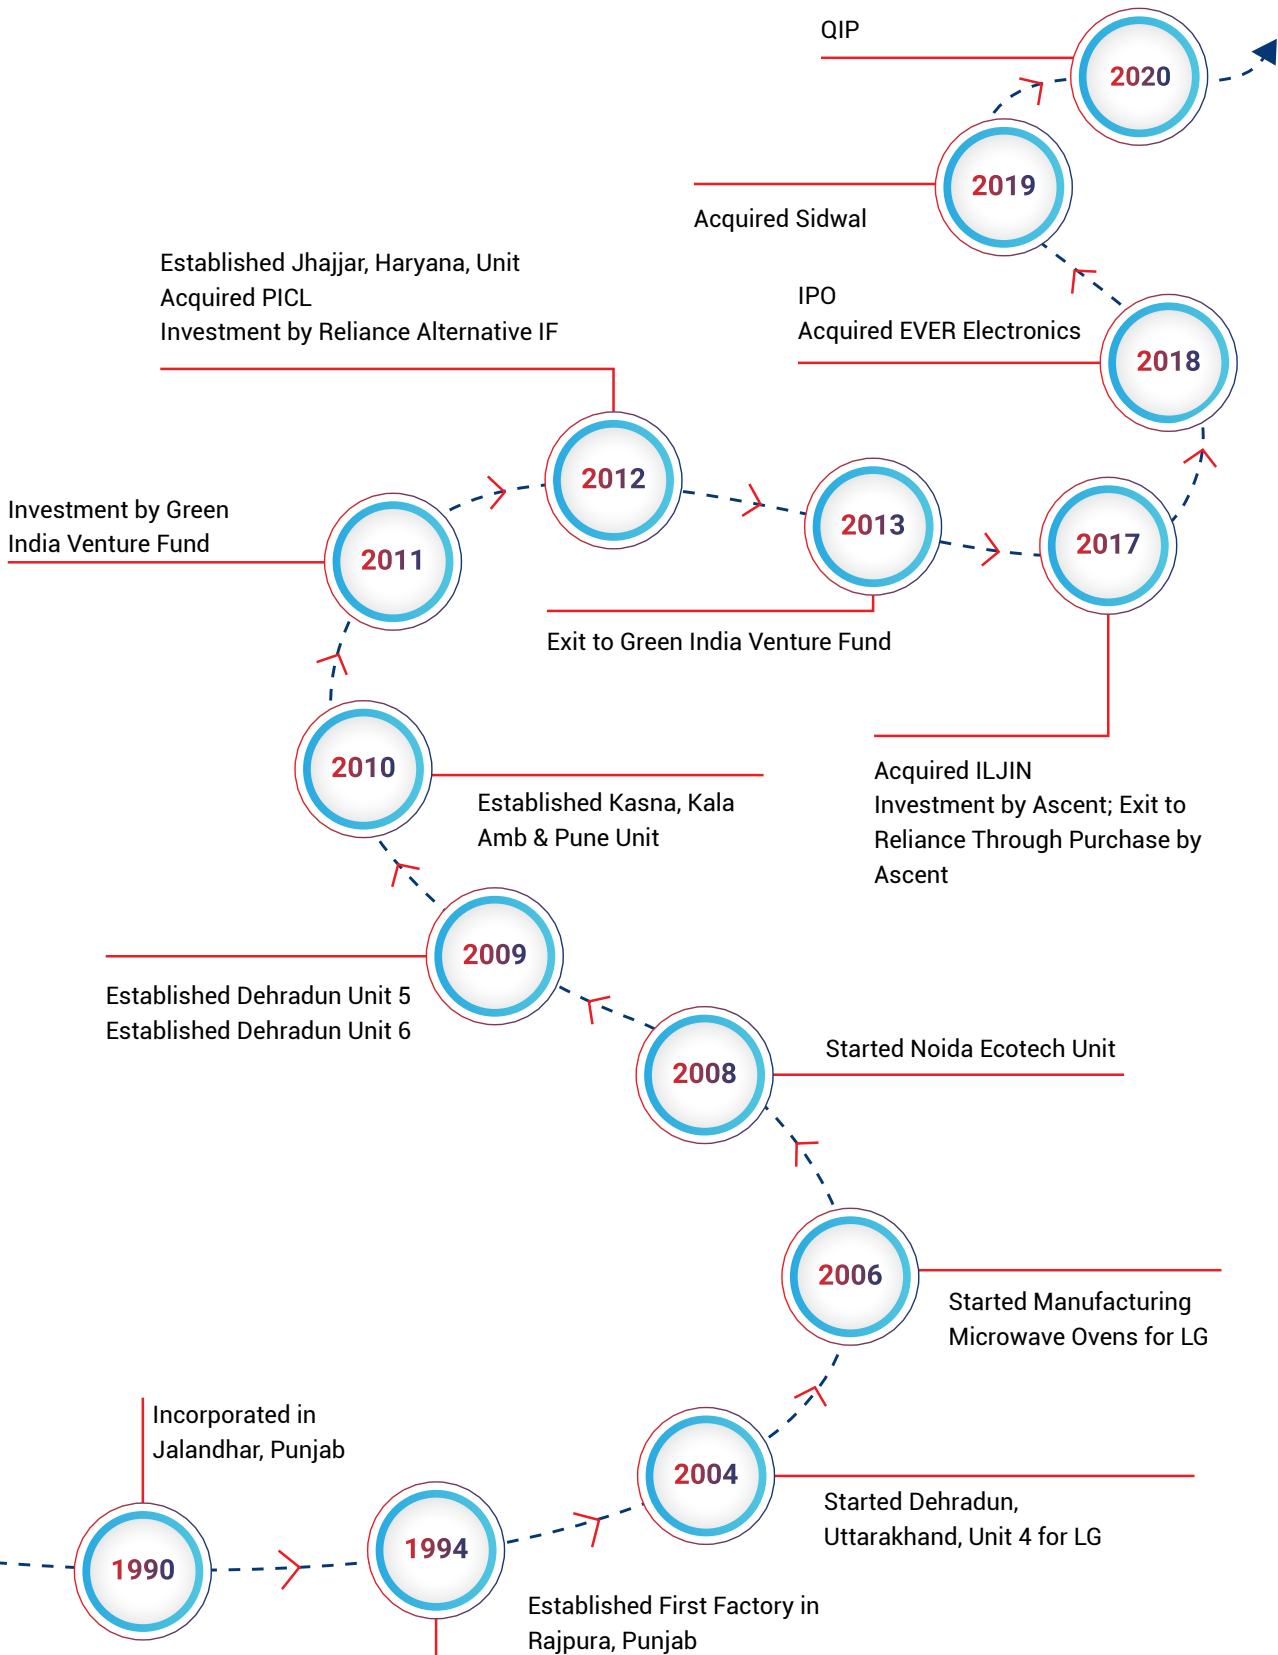 QIP
2020
2019
Acquired Sidwal
Established Jhajjar, Haryana, Unit
Acquired PICL
Investment by Reliance Alternative IF
IPO
Acquired EVER Electronics
2018
2012
Investment by Green
India Venture Fund
2011
2013
2017
Exit to Green India Venture Fund
2010
Established Kasna, Kala
Amb & Pune Unit
Acquired ILJIN
Investment by Ascent; Exit to
Reliance Through Purchase by
Ascent
2009
Established Dehradun Unit 5
Established Dehradun Unit 6
2008
Started Noida Ecotech Unit
2006
Started Manufacturing
Microwave Ovens for LG
Incorporated in
Jalandhar, Punjab
2004
Started Dehradun,
Uttarakhand, Unit 4 for LG
1990
1994
Established First Factory in
Rajpura, Punjab